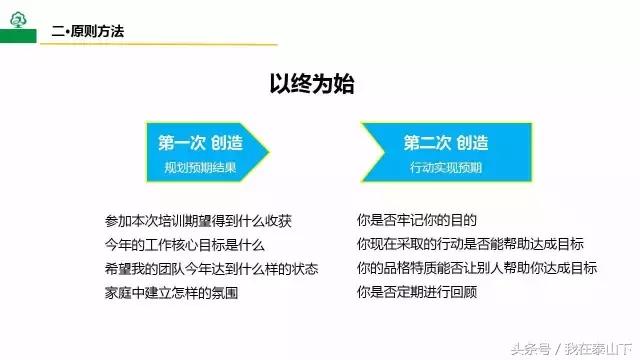 二•原则方法
以终为始
第一次 创造
规划预期结果
第二次 创造
行动实现预期
参加本次培训期望得到什么收获
今年的工作核心目标是什么
希望我的团队今年达到什么样的状态
家庭中建立怎样的氛围
你是否牢记你的目的
你现在采取的行动是否能帮助达成目标
你的品格特质能否让别人帮助你达成目标
你是否定期进行回顾
头条号 / 我在泰山下